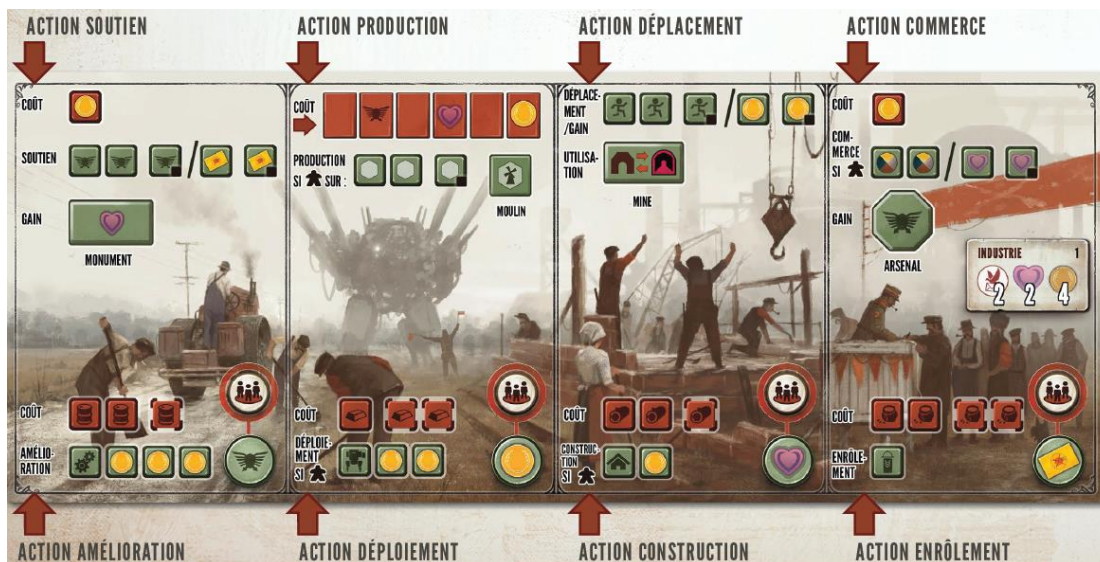 ACTION SOUTIEN
ACTION PRODUCTION
ACTION DÉPLACEMENT
ACTION COMMERCE
COÛT
SOUTIEN
GAIN
MONUMENT
COÛT
AMÉLIO-
RATION
COÛT
PRODUCTION
SI SUR :
MOULIN
COÛT
DÉPLOIE-
MENT
SI
DÉPLACE-
MENT
/GAIN
UTILISA-
TION
MINE
COÛT
CONSTRUC-
TION
SI
COÛT
COM-
MERCE
SI
GAIN
ARSENAL
INDUSTRIE 1
2 2 4
COÛT
ENRÔLE-
MENT
ACTION AMÉLIORATION
ACTION DÉPLOIEMENT
ACTION CONSTRUCTION
ACTION ENRÔLEMENT